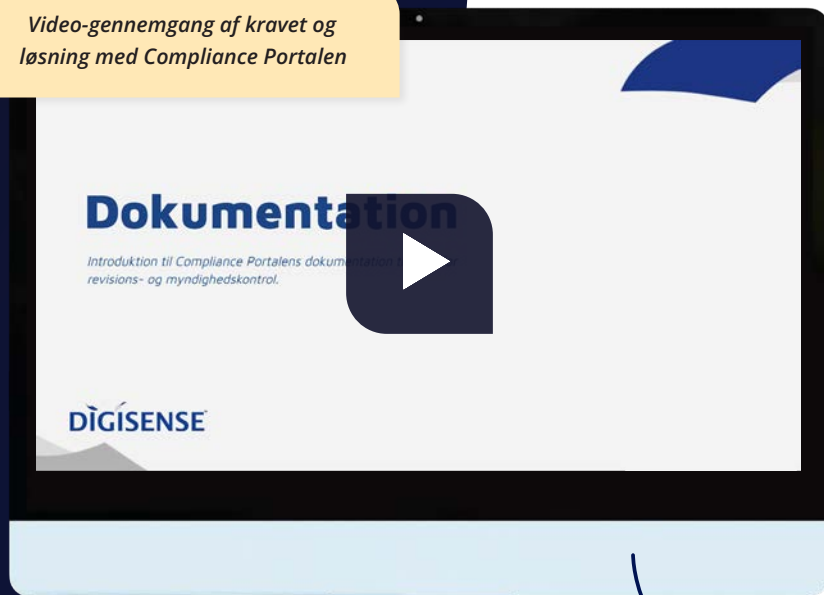 Video-gennemgang af kravet og
løsning med Compliance Portalen
Dokumentation
Introduktion til Compliance Portalens dokumentation
revisions- og myndighedskontrol.
DIGISENSE